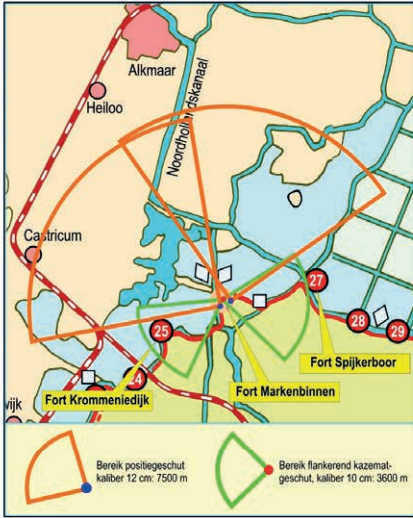 Alkmaar
Heiloo
Noordhollandskanaal
Castricum
27
25
28
29
Fort Spijkerboor
24
Fort Markenbinnen
Fort Krommeniedijk
wijk
Bereik positiegeschut
kaliber 12 cm: 7500 m
Bereik flankerend kazemat-
geschut, kaliber 10 cm: 3600 m